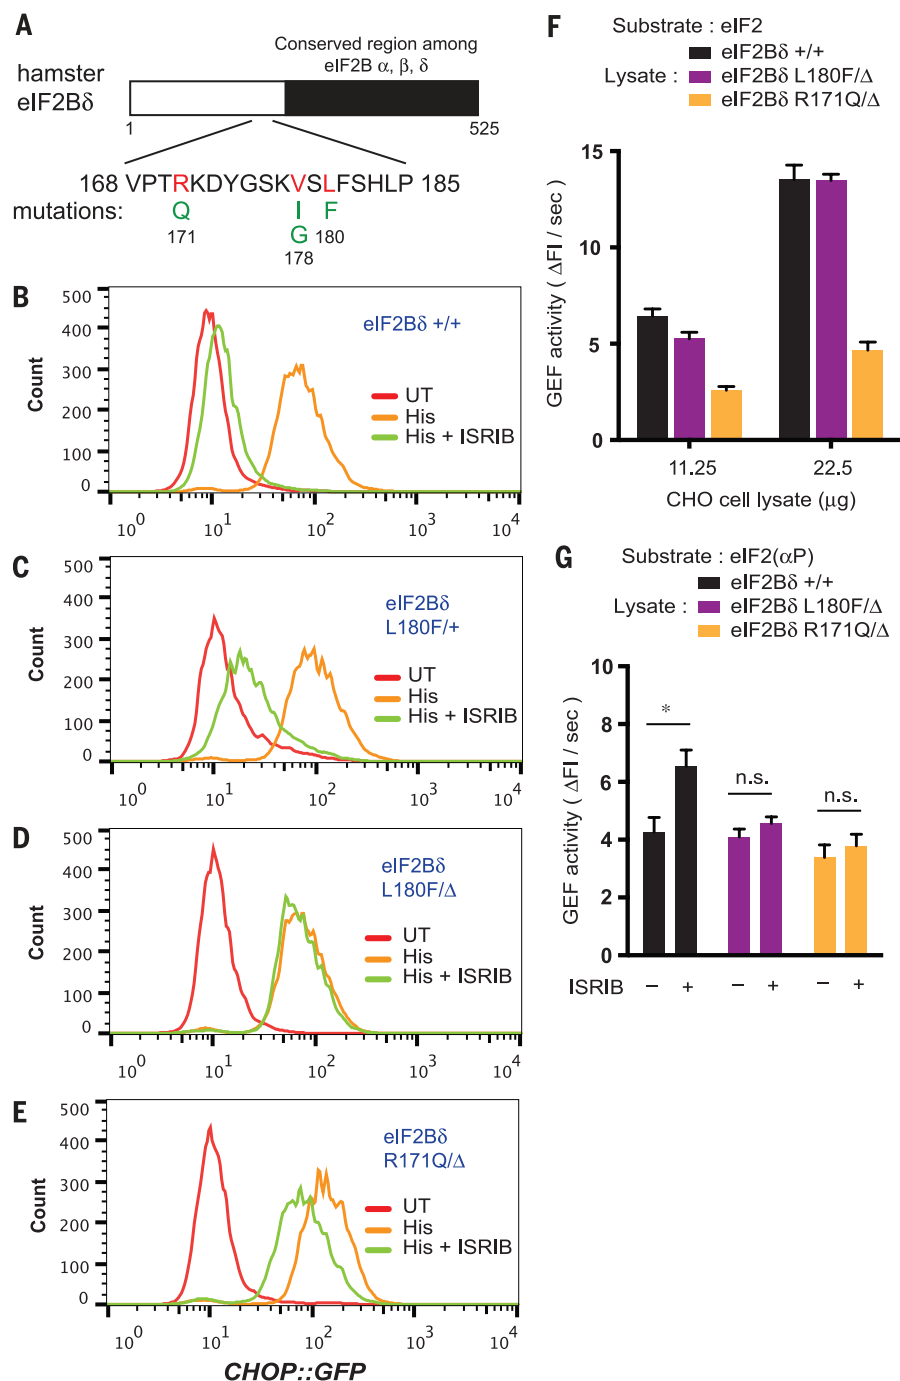 A
Conserved region among
eIF2B α, β, δ
hamster
eIF2Bδ
1
525
168 VPTRKDYGSKVSLFSHLP 185
mutations:
Q
I
F
171
G
180
178
B
500
400
300
200
100
0
Count
eIF2Bδ +/+
UT
His
His + ISRIB
10^0 10^1 10^2 10^3 10^4
C
500
400
300
200
100
0
Count
eIF2Bδ
L180F/+
UT
His
His + ISRIB
10^0 10^1 10^2 10^3 10^4
D
500
400
300
200
100
0
Count
eIF2Bδ
L180F/Δ
UT
His
His + ISRIB
10^0 10^1 10^2 10^3 10^4
E
500
400
300
200
100
0
Count
eIF2Bδ
R171Q/Δ
UT
His
His + ISRIB
10^0 10^1 10^2 10^3 10^4
CHOP::GFP
F
Substrate : eIF2
eIF2Bδ +/+
Lysate : eIF2Bδ L180F/Δ
eIF2Bδ R171Q/Δ
15
10
5
0
GEF activity ( ΔFI / sec )
11.25 22.5
CHO cell lysate (μg)
G
Substrate : eIF2(αP)
eIF2Bδ +/+
Lysate : eIF2Bδ L180F/Δ
eIF2Bδ R171Q/Δ
10
8
6
4
2
0
GEF activity ( ΔFI / sec )
*
n.s.
n.s.
ISRIB − + − + − +